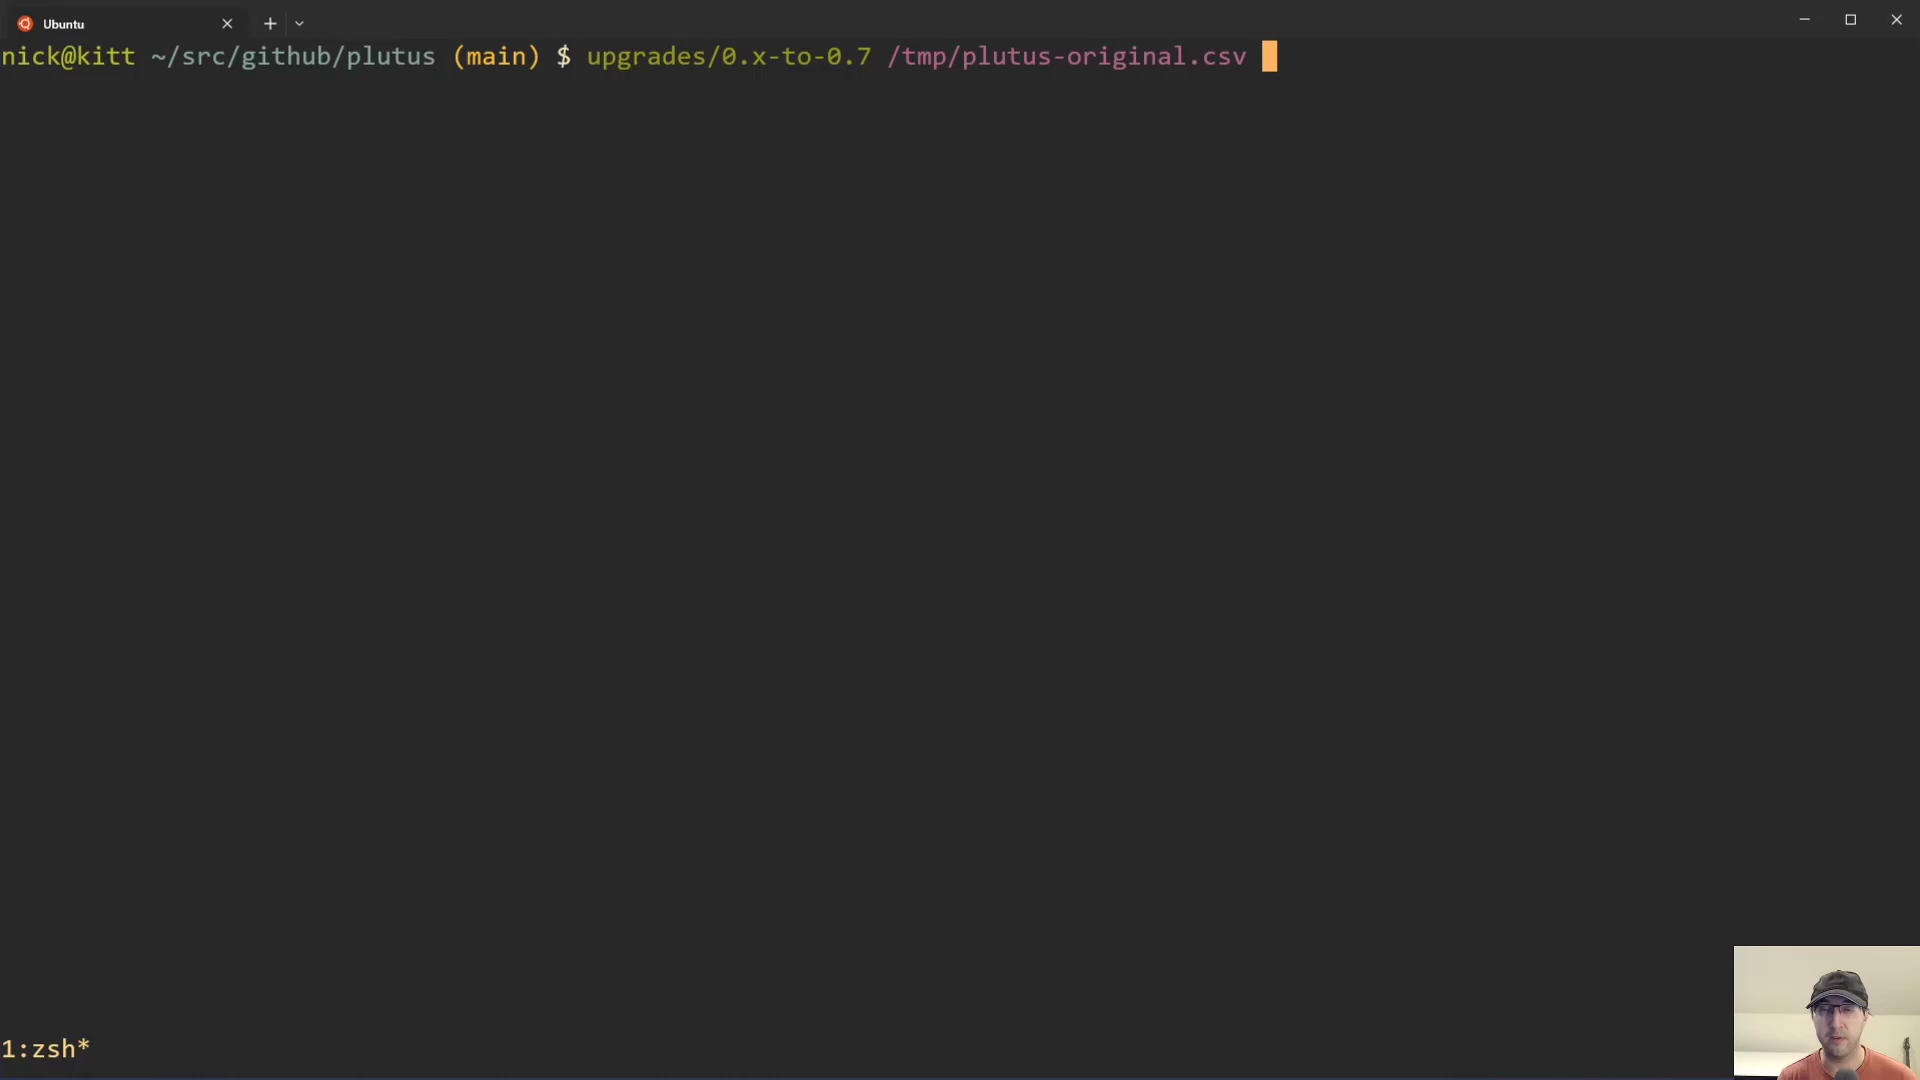 Ubuntu
nick@kitt ~/src/github/plutus (main) $ upgrades/0.x-to-0.7 /tmp/plutus-original.csv
1:zsh*